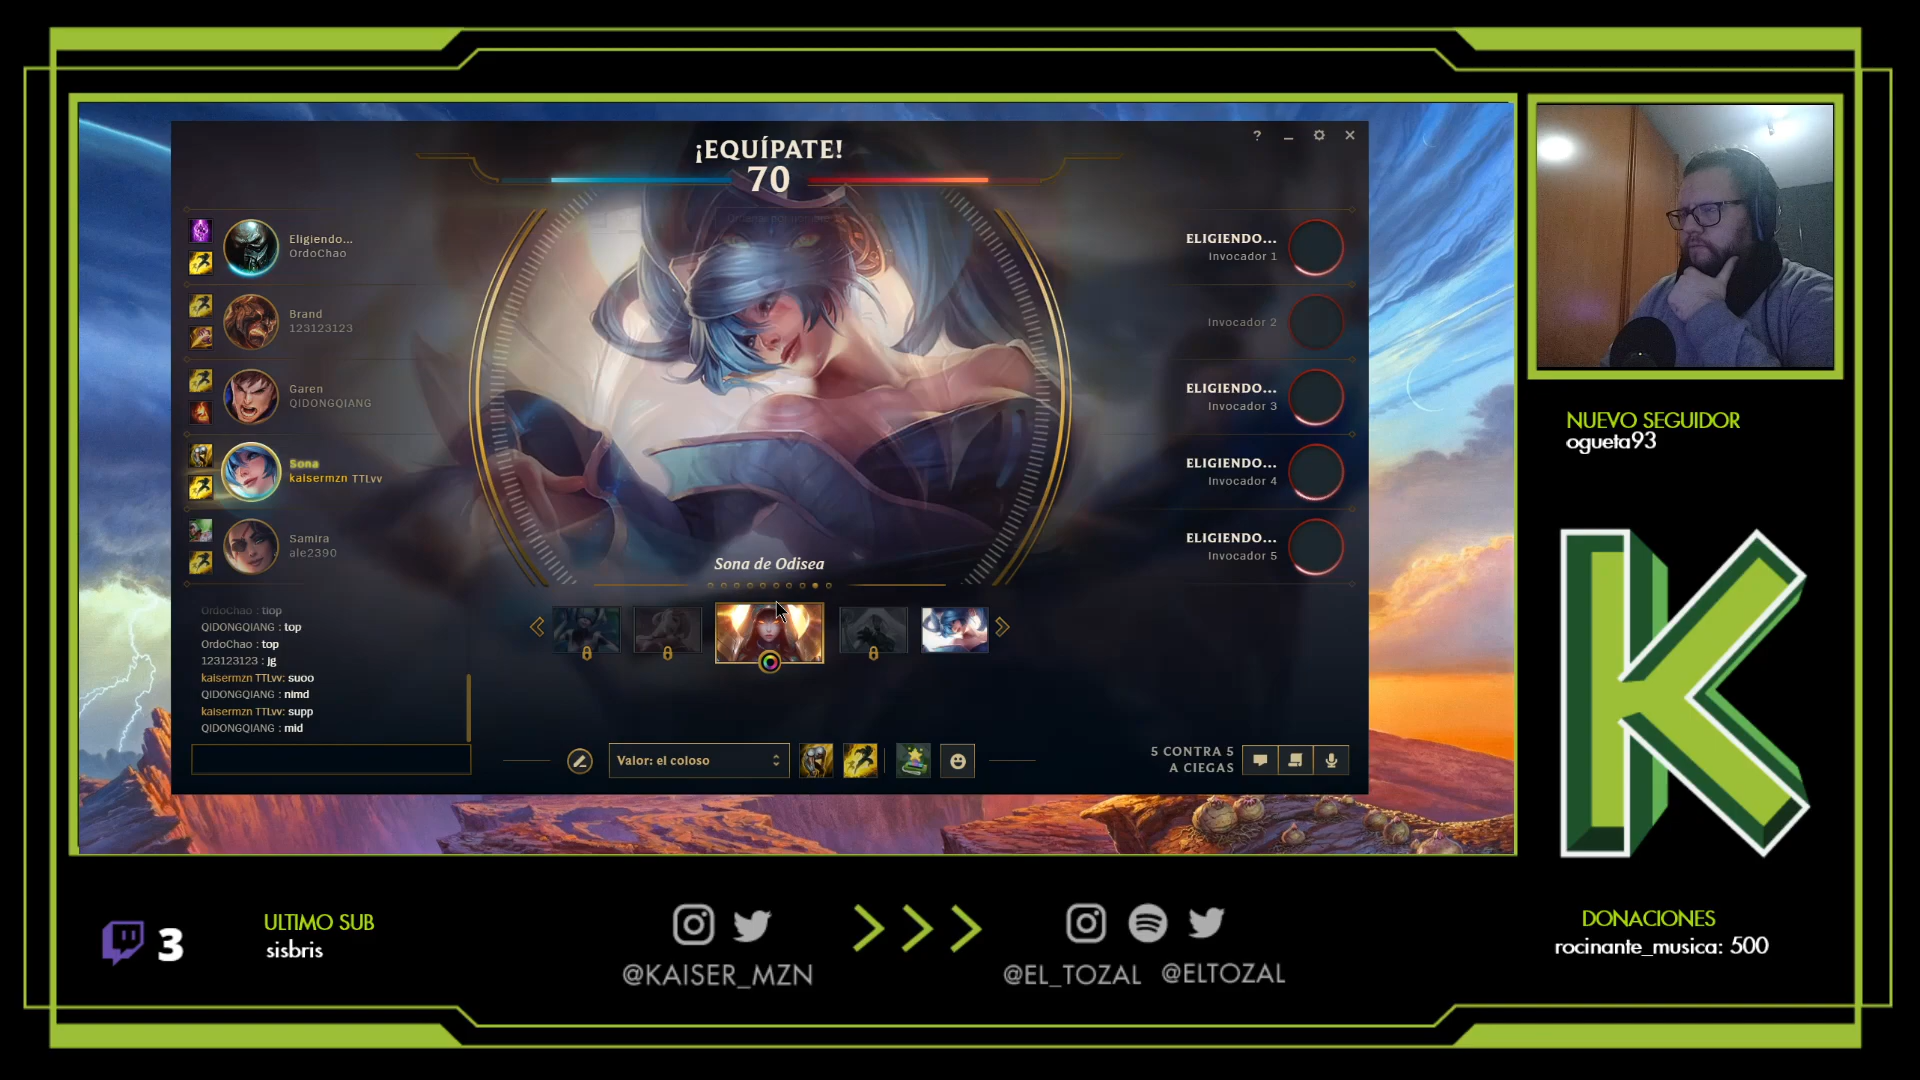 ¡EQUÍPATE!
70
Eligiendo...
OrdoChao
Brand
123123123
Garen
QIDONGQIANG
Sona
kaisermzn TTLvv
Samira
ale2390
OrdoChao : tiop
QIDONGQIANG : top
OrdoChao : top
123123123 : jg
kaisermzn TTLvv: suoo
QIDONGQIANG : nimd
kaisermzn TTLvv: supp
QIDONGQIANG : mid
Sona de Odisea
Valor: el coloso
ELIGIENDO...
Invocador 1
Invocador 2
ELIGIENDO...
Invocador 3
ELIGIENDO...
Invocador 4
ELIGIENDO...
Invocador 5
5 CONTRA 5
A CIEGAS
NUEVO SEGUIDOR
ogueta93
K
3
ULTIMO SUB
sisbris
@KAISER_MZN
@EL_TOZAL @ELTOZAL
DONACIONES
rocinante_musica: 500